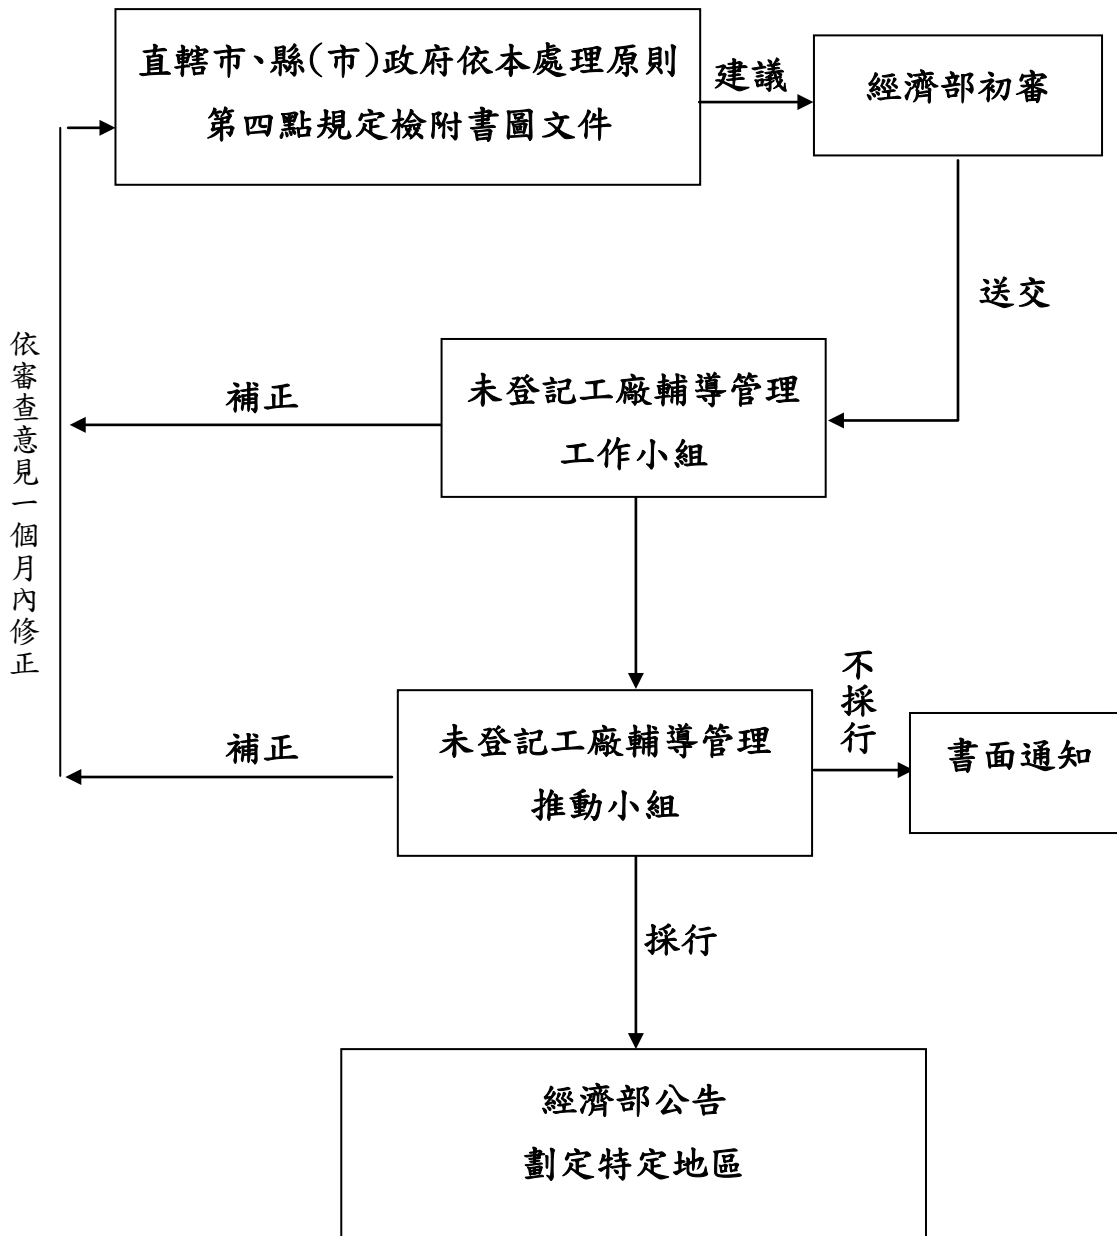 直轄市、縣(市)政府依本處理原則
第四點規定檢附書圖文件
建議
經濟部初審
送交
未登記工廠輔導管理
工作小組
補正
依審查意見一個月內修正
未登記工廠輔導管理
推動小組
補正
不採行
書面通知
採行
經濟部公告
劃定特定地區